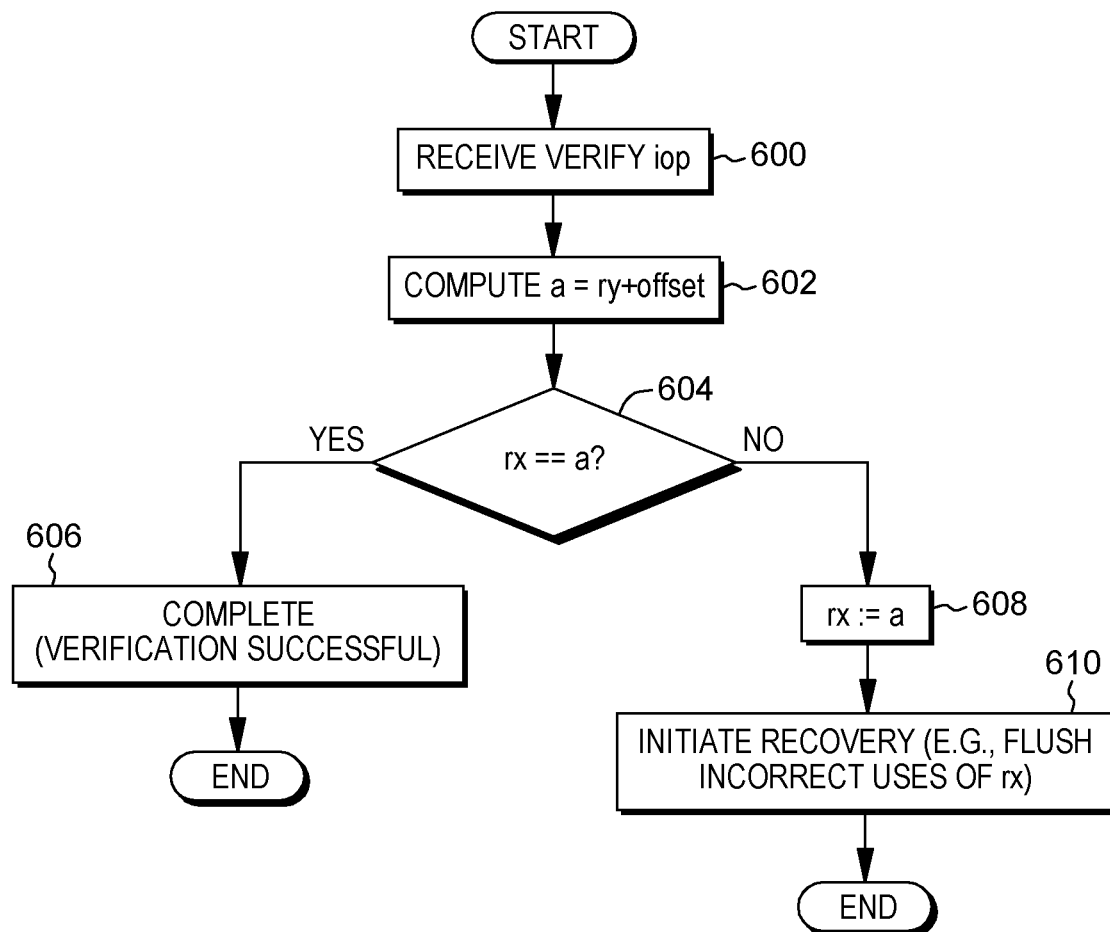 START
RECEIVE VERIFY iop
600
COMPUTE a = ry+offset
602
604
YES
rx == a?
NO
606
COMPLETE
(VERIFICATION SUCCESSFUL)
rx := a
608
610
END
INITIATE RECOVERY (E.G., FLUSH
INCORRECT USES OF rx)
END